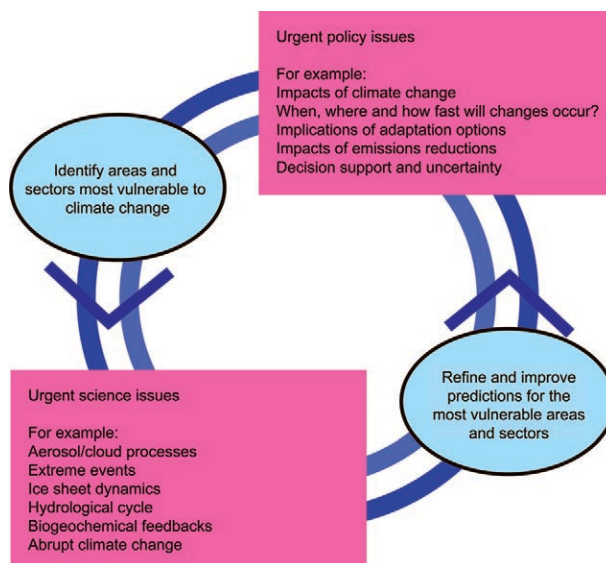 Urgent policy issues
For example:
Impacts of climate change
When, where and how fast will changes occur?
Implications of adaptation options
Impacts of emissions reductions
Decision support and uncertainty
Identify areas and
sectors most vulnerable to
climate change
Urgent science issues
For example:
Aerosol/cloud processes
Extreme events
Ice sheet dynamics
Hydrological cycle
Biogeochemical feedbacks
Abrupt climate change
Refine and improve
predictions for the
most vulnerable areas
and sectors